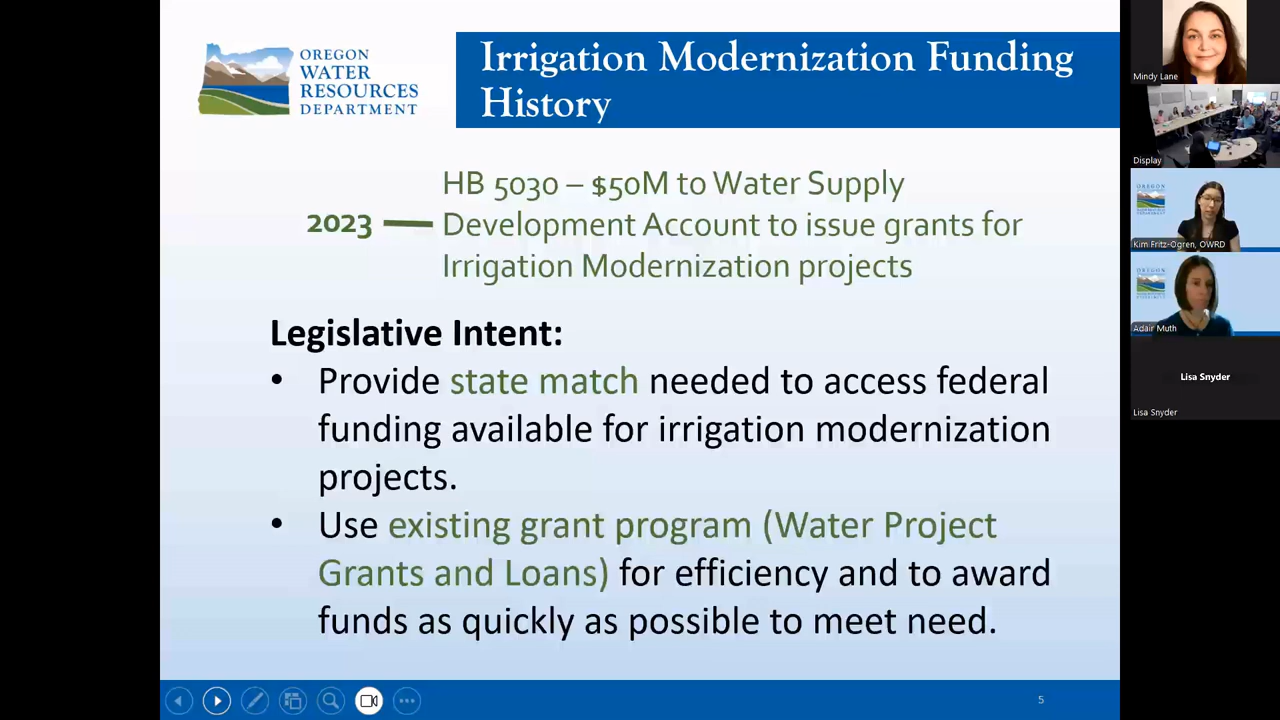 OREGON
WATER
RESOURCES
DEPARTMENT
Irrigation Modernization Funding
History
HB 5030 – $50M to Water Supply
2023
Development Account to issue grants for
Irrigation Modernization projects
Legislative Intent:
• Provide state match needed to access federal
funding available for irrigation modernization
projects.
• Use existing grant program (Water Project
Grants and Loans) for efficiency and to award
funds as quickly as possible to meet need.
5
Mindy Lane
Display
OREGON
Kim Fritz-Ogren, OWRD
OREGON
Adair Muth
Lisa Snyder
Lisa Snyder